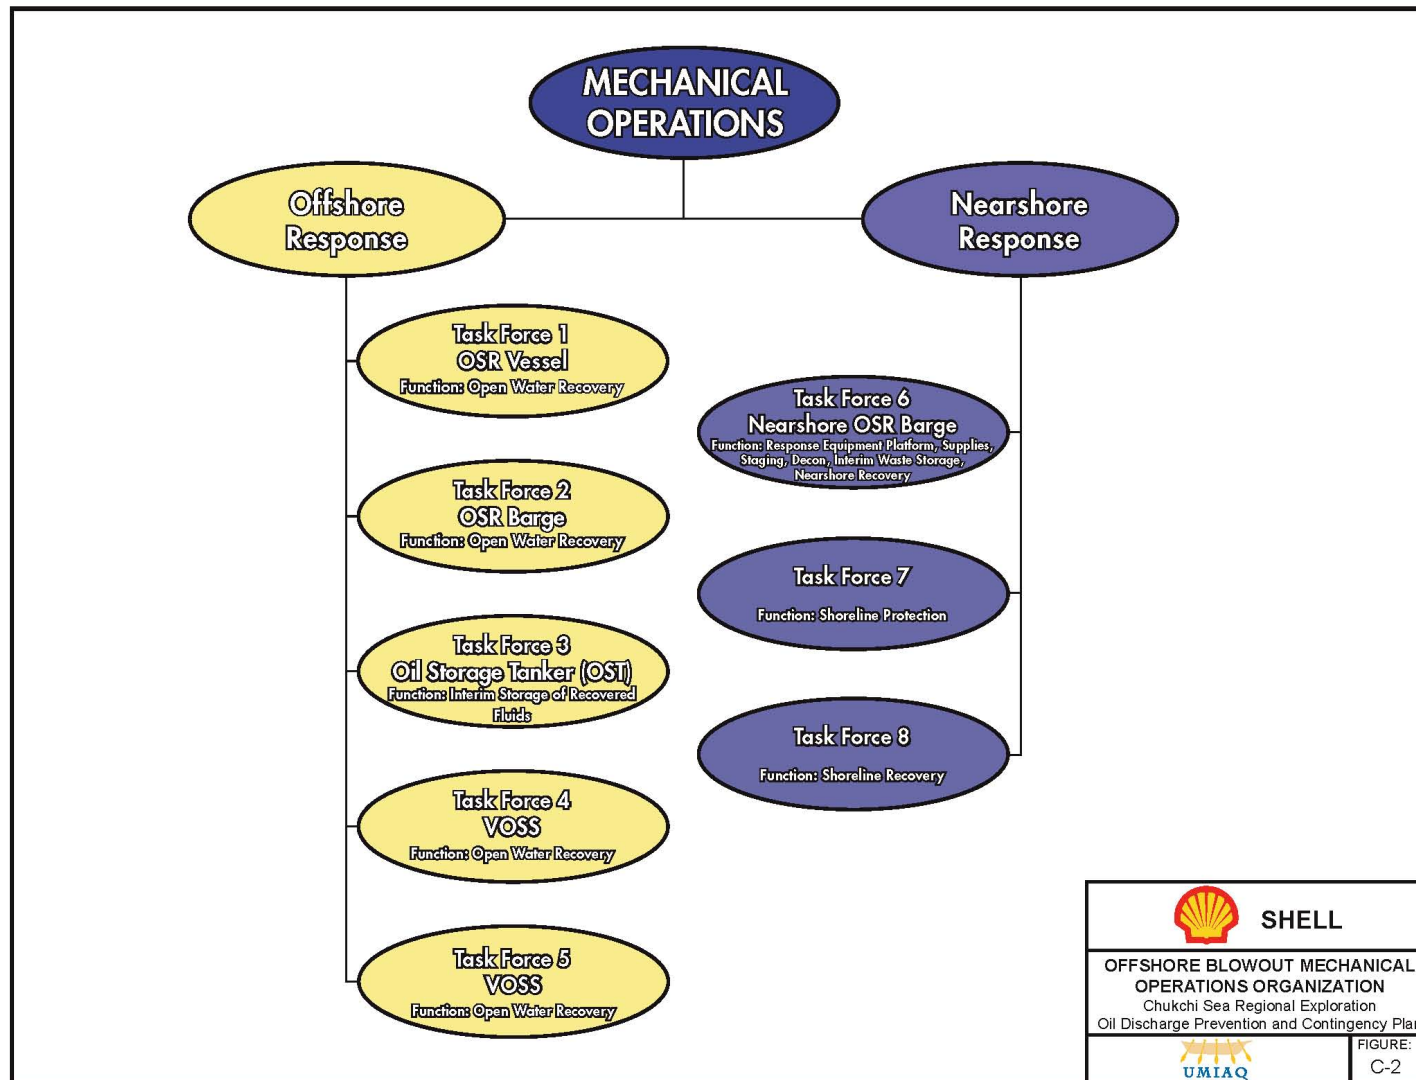 MECHANICAL
OPERATIONS
Offshore
Response
Nearshore
Response
Task Force 1
OSR Vessel
Function: Open Water Recovery
Task Force 2
OSR Barge
Function: Open Water Recovery
Task Force 3
Oil Storage Tanker (OST)
Function: Interim Storage of Recovered
Fluids
Task Force 4
VOSS
Function: Open Water Recovery
Task Force 5
VOSS
Function: Open Water Recovery
Task Force 6
Nearshore OSR Barge
Function: Response Equipment Platform, Supplies,
Staging, Decon, Interim Waste Storage,
Nearshore Recovery
Task Force 7
Function: Shoreline Protection
Task Force 8
Function: Shoreline Recovery
SHELL
OFFSHORE BLOWOUT MECHANICAL
OPERATIONS ORGANIZATION
Chukchi Sea Regional Exploration
Oil Discharge Prevention and Contingency Plan
UMIAQ
FIGURE:
C-2